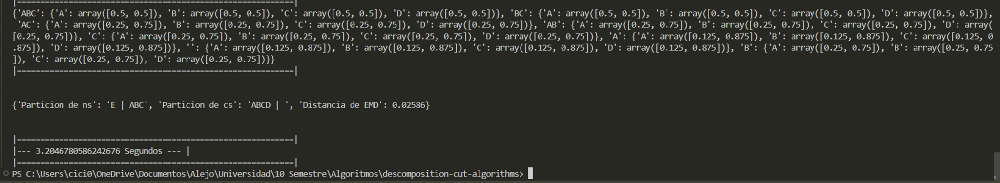 |===========================================================|
{'ABC': {'A': array([0.5, 0.5]), 'B': array([0.5, 0.5]), 'C': array([0.5, 0.5]), 'D': array([0.5, 0.5])}, 'BC': {'A': array([0.5, 0.5]), 'B': array([0.5, 0.5]), 'C': array([0.5, 0.5]), 'D': array([0.5, 0.5])},
'AC': {'A': array([0.25, 0.75]), 'B': array([0.25, 0.75]), 'C': array([0.25, 0.75]), 'D': array([0.25, 0.75])}, 'AB': {'A': array([0.25, 0.75]), 'B': array([0.25, 0.75]), 'C': array([0.25, 0.75]), 'D': array(
[0.25, 0.75])}, 'C': {'A': array([0.25, 0.75]), 'B': array([0.25, 0.75]), 'C': array([0.25, 0.75]), 'D': array([0.25, 0.75])}, 'A': {'A': array([0.125, 0.875]), 'B': array([0.125, 0.875]), 'C': array([0.125, 0
.875]), 'D': array([0.125, 0.875])}, '': {'A': array([0.125, 0.875]), 'B': array([0.125, 0.875]), 'C': array([0.125, 0.875]), 'D': array([0.125, 0.875])}, 'B': {'A': array([0.25, 0.75]), 'B': array([0.25, 0.75
]), 'C': array([0.25, 0.75]), 'D': array([0.25, 0.75])}}
|===========================================================|
{'Particion de ns': 'E | ABC', 'Particion de cs': 'ABCD | ', 'Distancia de EMD': 0.02586}
|===========================================================|
|--- 3.2046780586242676 Segundos --- |
|===========================================================|
PS C:\Users\cici0\OneDrive\Documentos\Alejo\Universidad\10 Semestre\Algoritmos\descomposition-cut-algorithms>